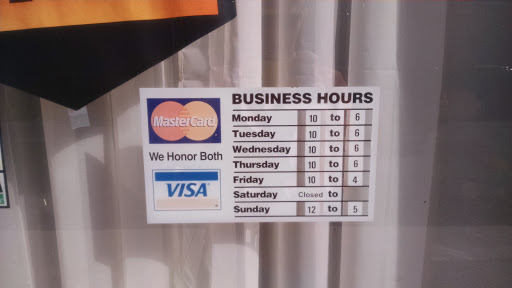 MasterCard
We Honor Both
VISA
BUSINESS HOURS
Monday 10 to 6
Tuesday 10 to 6
Wednesday 10 to 6
Thursday 10 to 6
Friday 10 to 4
Saturday Closed to
Sunday 12 to 5